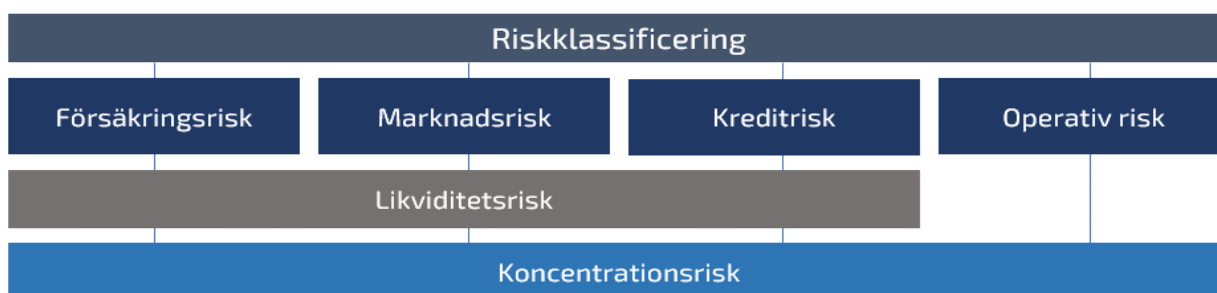 Riskklassificering
Försäkringsrisk
Marknadsrisk
Kreditrisk
Operativ risk
Likviditetsrisk
Koncentrationsrisk